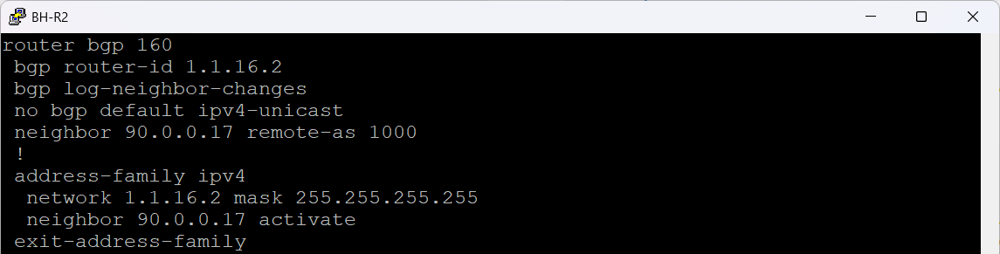 BH-R2
router bgp 160
bgp router-id 1.1.16.2
bgp log-neighbor-changes
no bgp default ipv4-unicast
neighbor 90.0.0.17 remote-as 1000
!
address-family ipv4
network 1.1.16.2 mask 255.255.255.255
neighbor 90.0.0.17 activate
exit-address-family